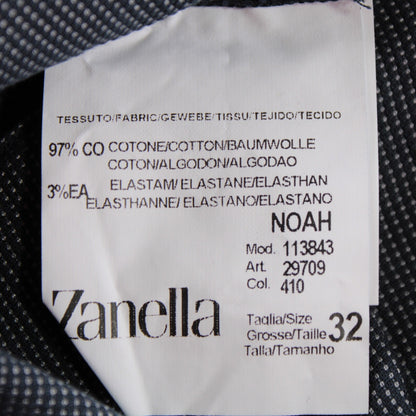 TESSUTO/FABRIC/GEWEBE/TISSU/TEJIDO/TECIDO
97% CO COTONE/COTTON/BAUMWOLLE
COTON/ALGODON/ALGODAO
3%EA ELASTAM/ELASTANE/ELASTHAN
ELASTHANNE/ELASTANO/ELASTANO
NOAH
Mod. 113843
Art. 29709
Col. 410
Zanella
Taglia/Size
Grosse/Taille 32
Talla/Tamanho